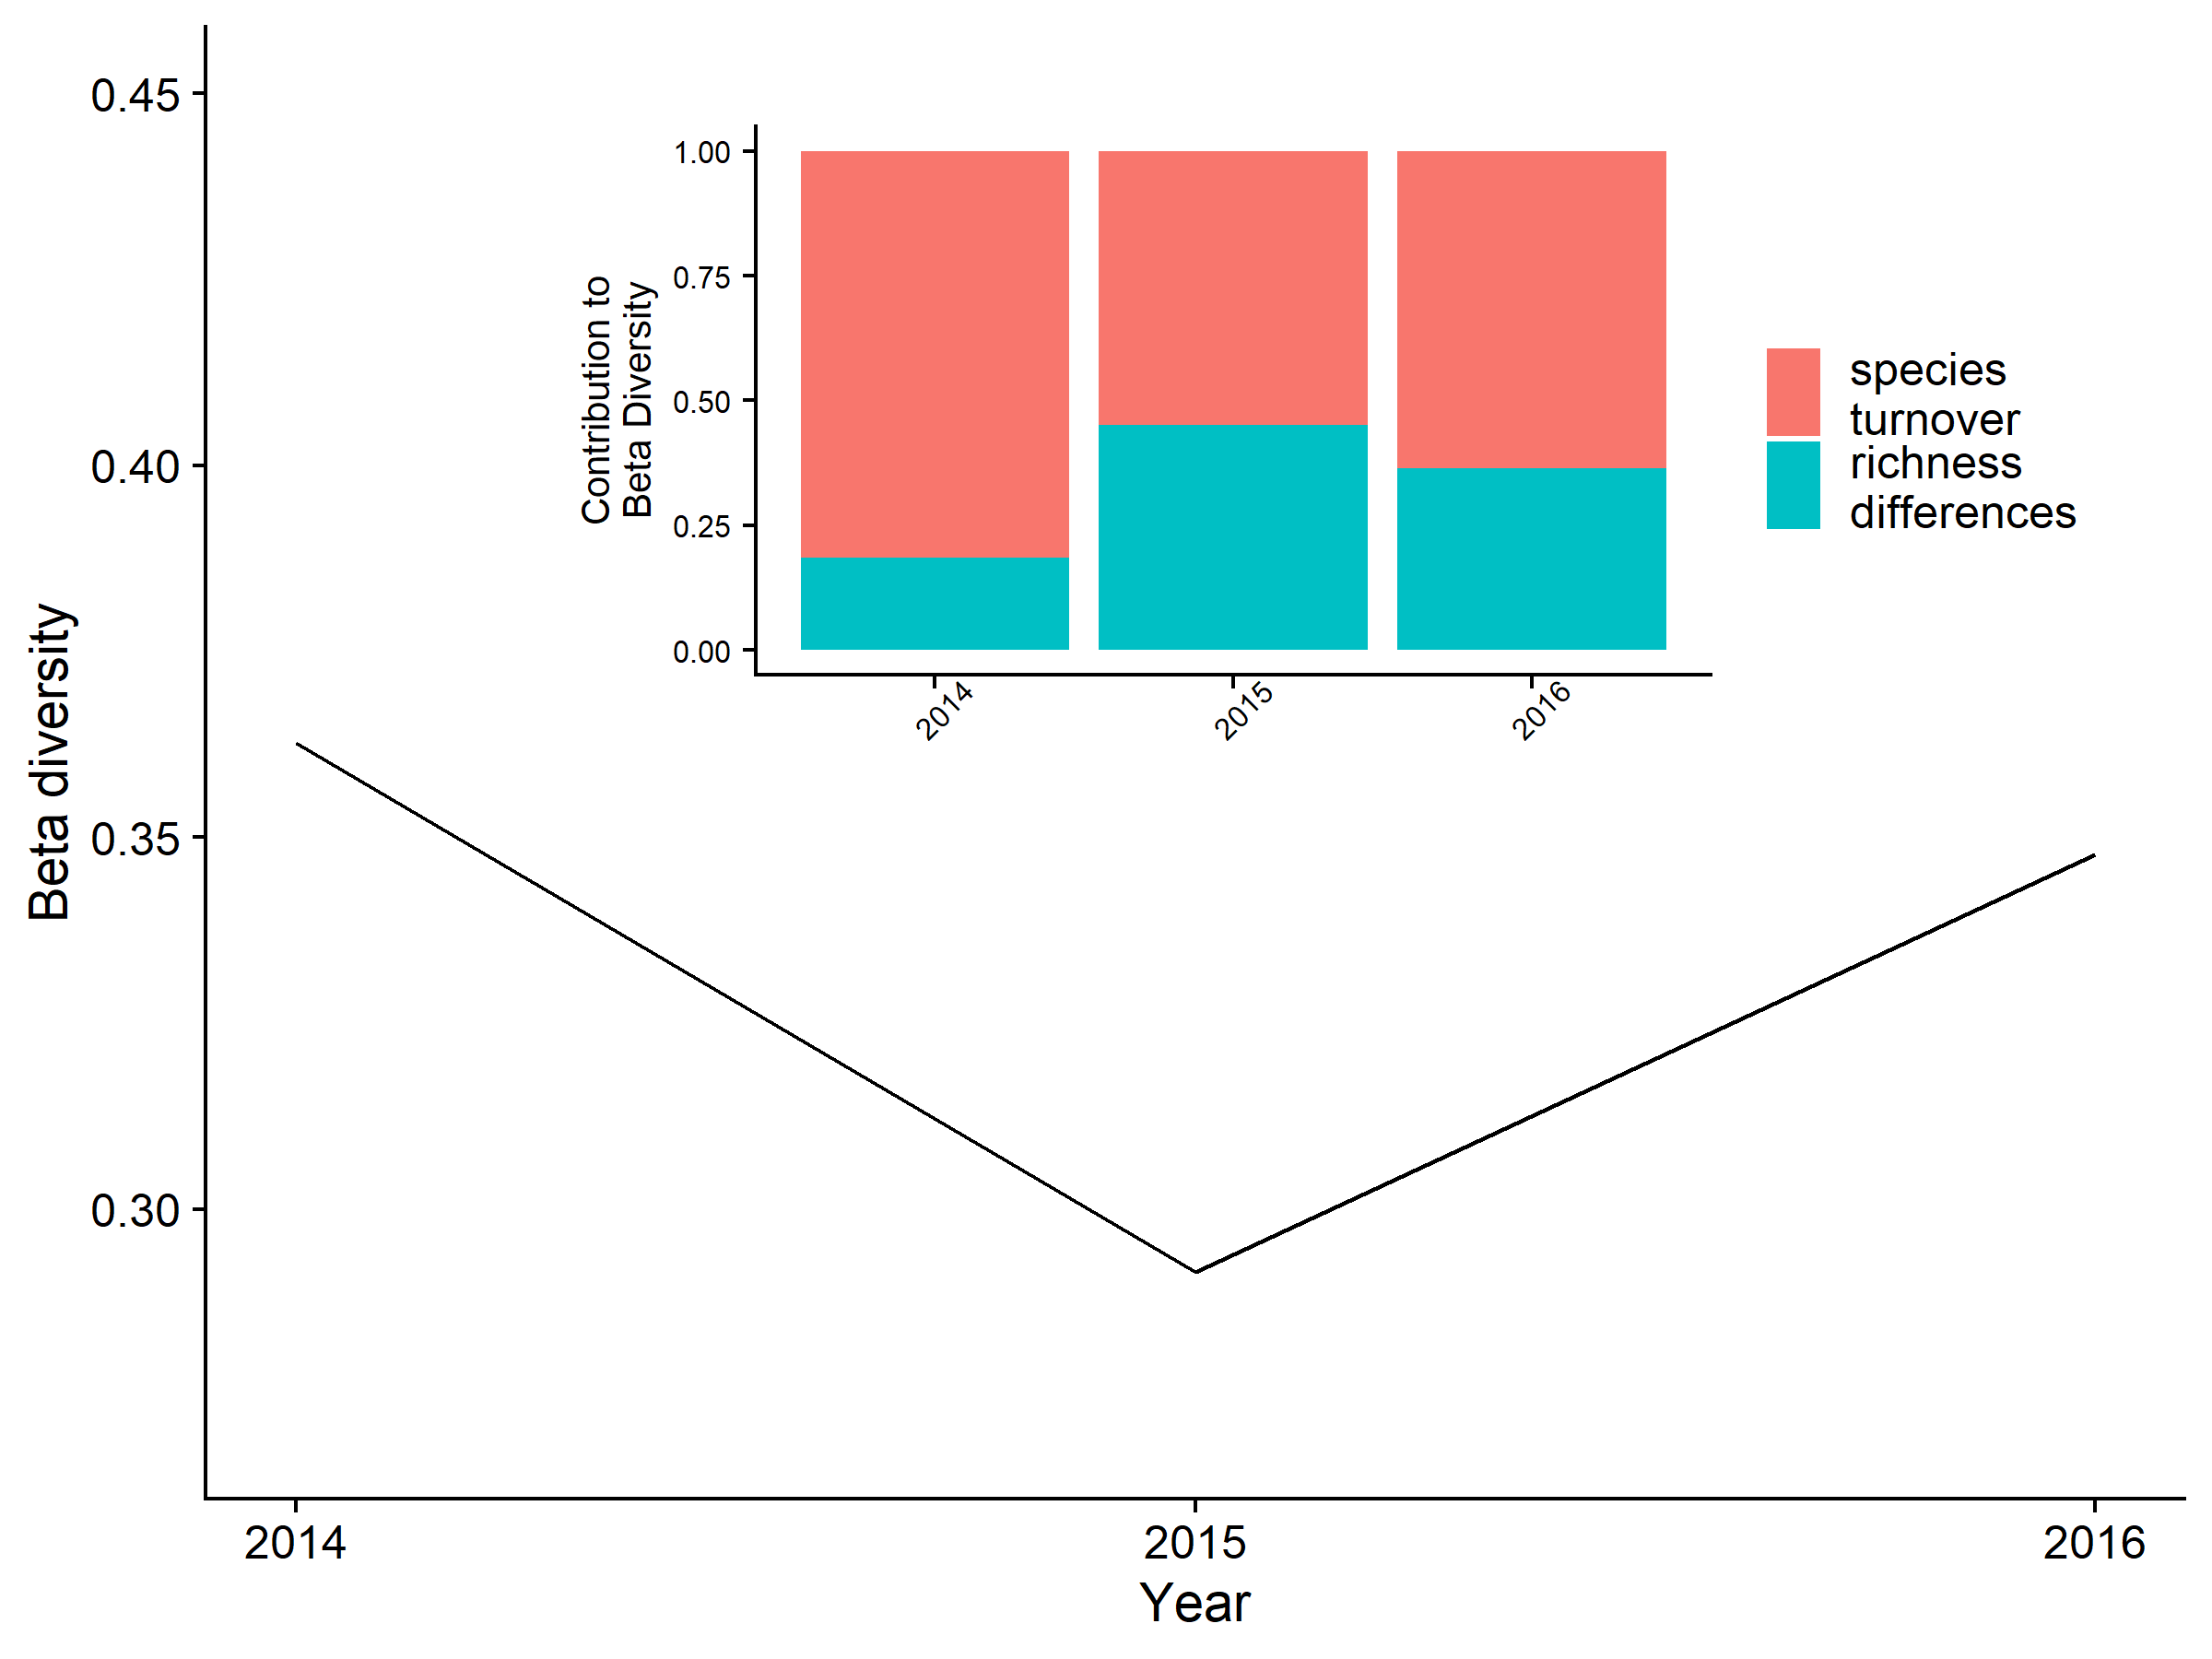 0.45
0.40
0.35
0.30
Beta diversity
2014
2015
2016
Year
Contribution to
Beta Diversity
1.00
0.75
0.50
0.25
0.00
2014
2015
2016
species
turnover
richness
differences